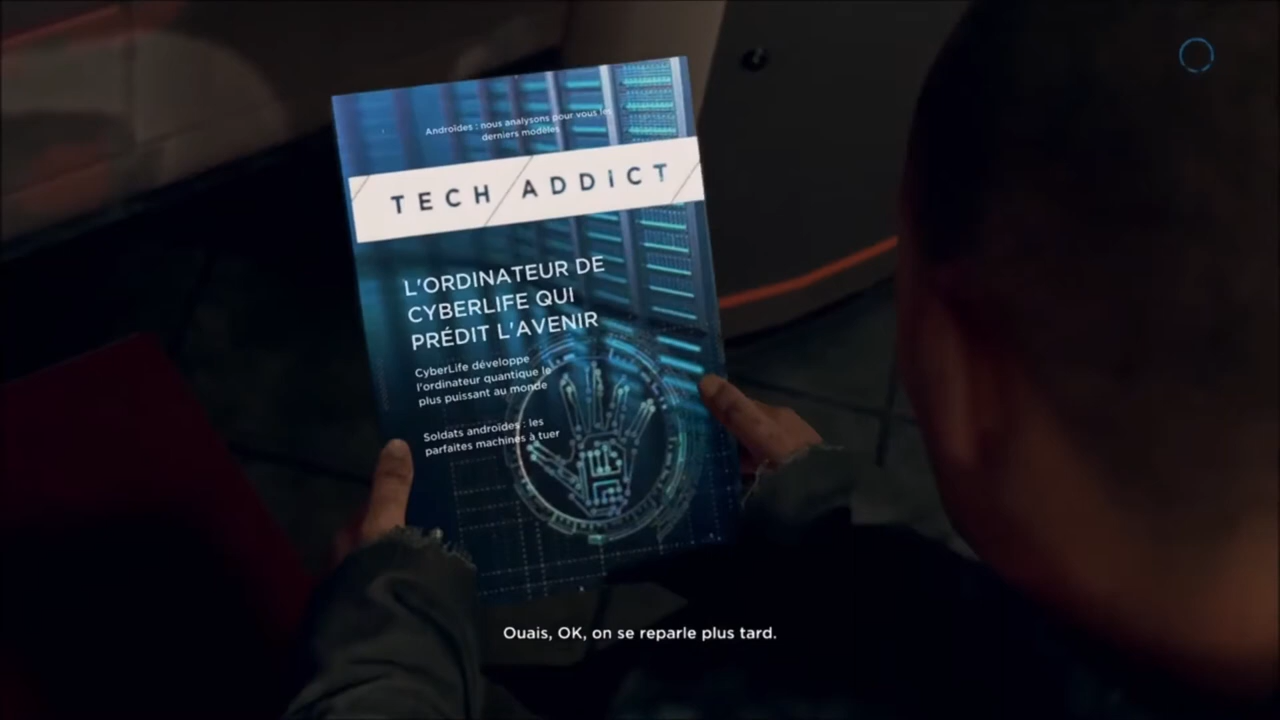 Androïdes : nous analysons pour vous les
derniers modèles
TECH ADDICT
L'ORDINATEUR DE
CYBERLIFE QUI
PRÉDIT L'AVENIR
CyberLife développe
l'ordinateur quantique le
plus puissant au monde
Soldats androïdes : les
parfaites machines à tuer
Ouais, OK, on se reparle plus tard.